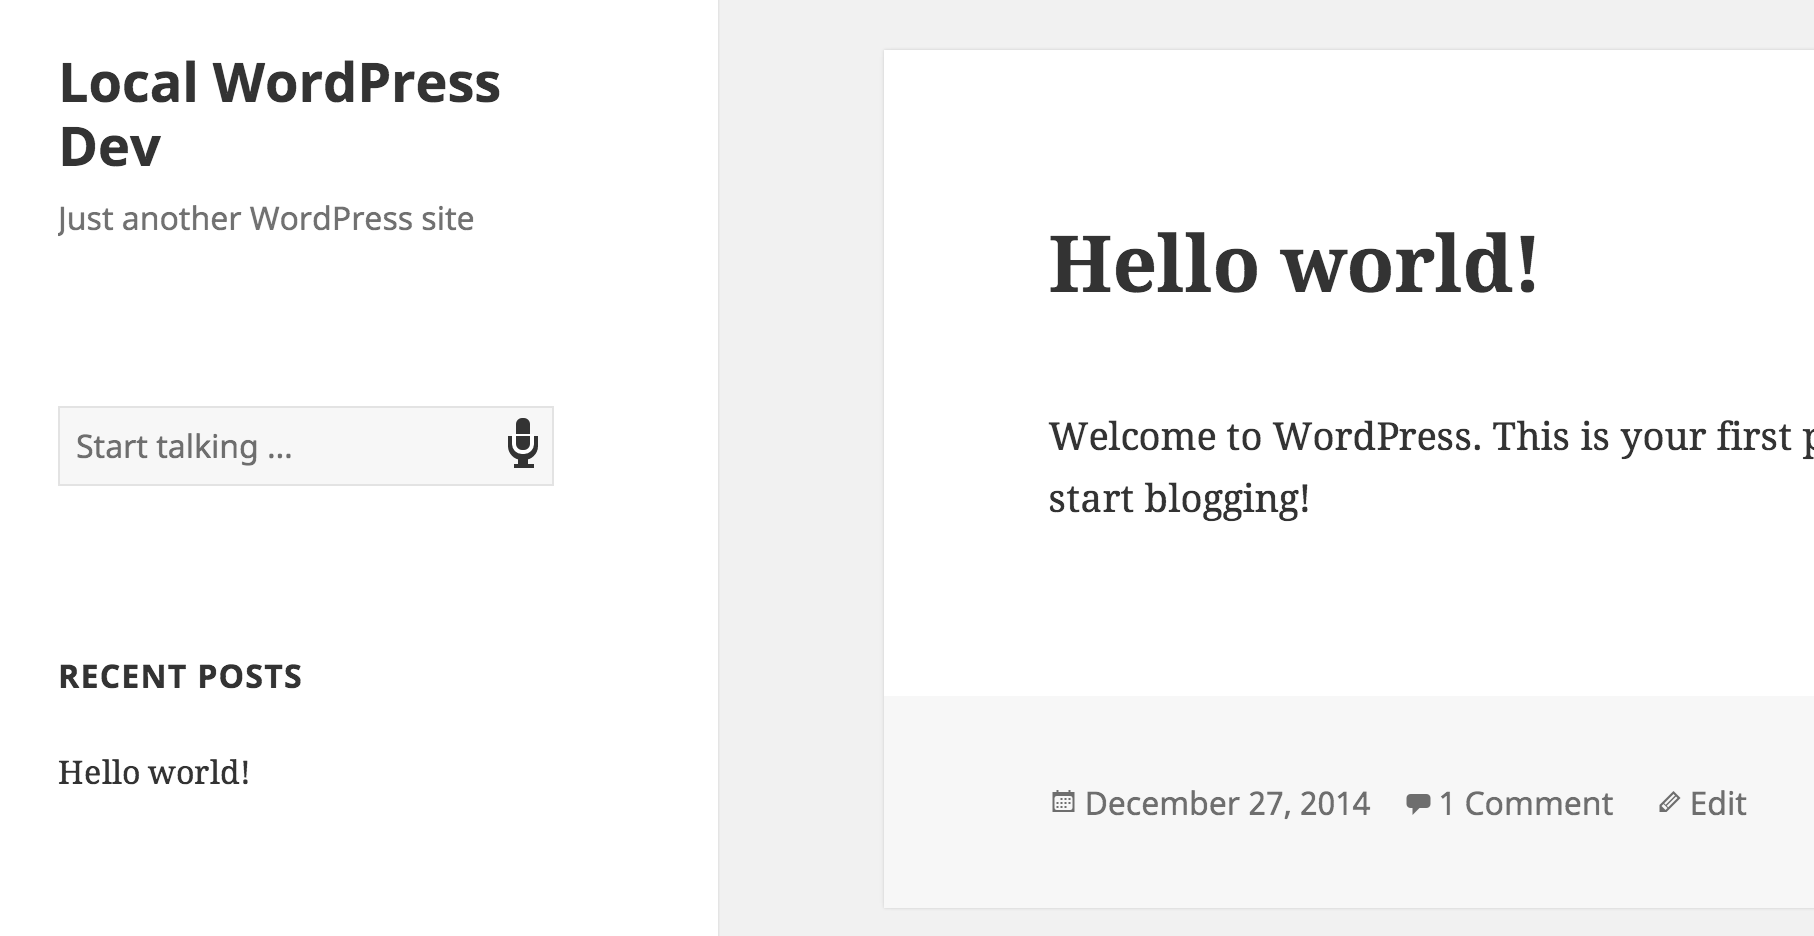 Local WordPress
Dev
Just another WordPress site
Start talking ...
RECENT POSTS
Hello world!
Hello world!
Welcome to WordPress. This is your first
start blogging!
December 27, 2014 1 Comment Edit